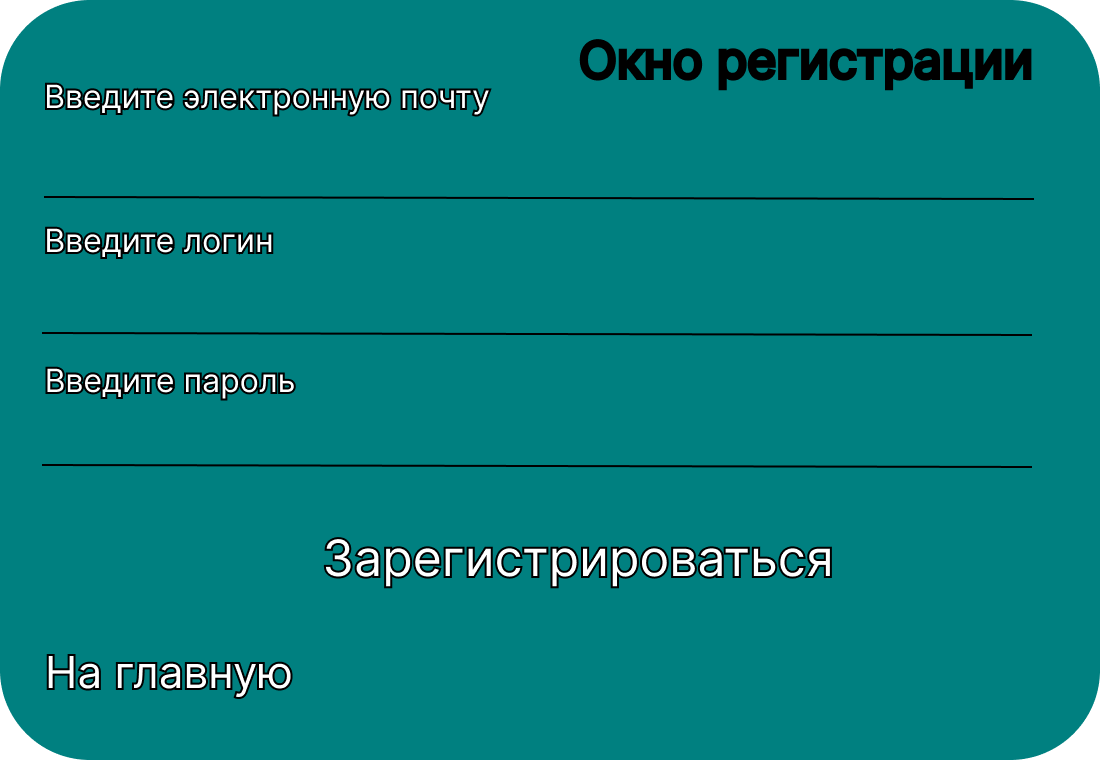 Окно регистрации
Введите электронную почту
Введите логин
Введите пароль
Зарегистрироваться
На главную